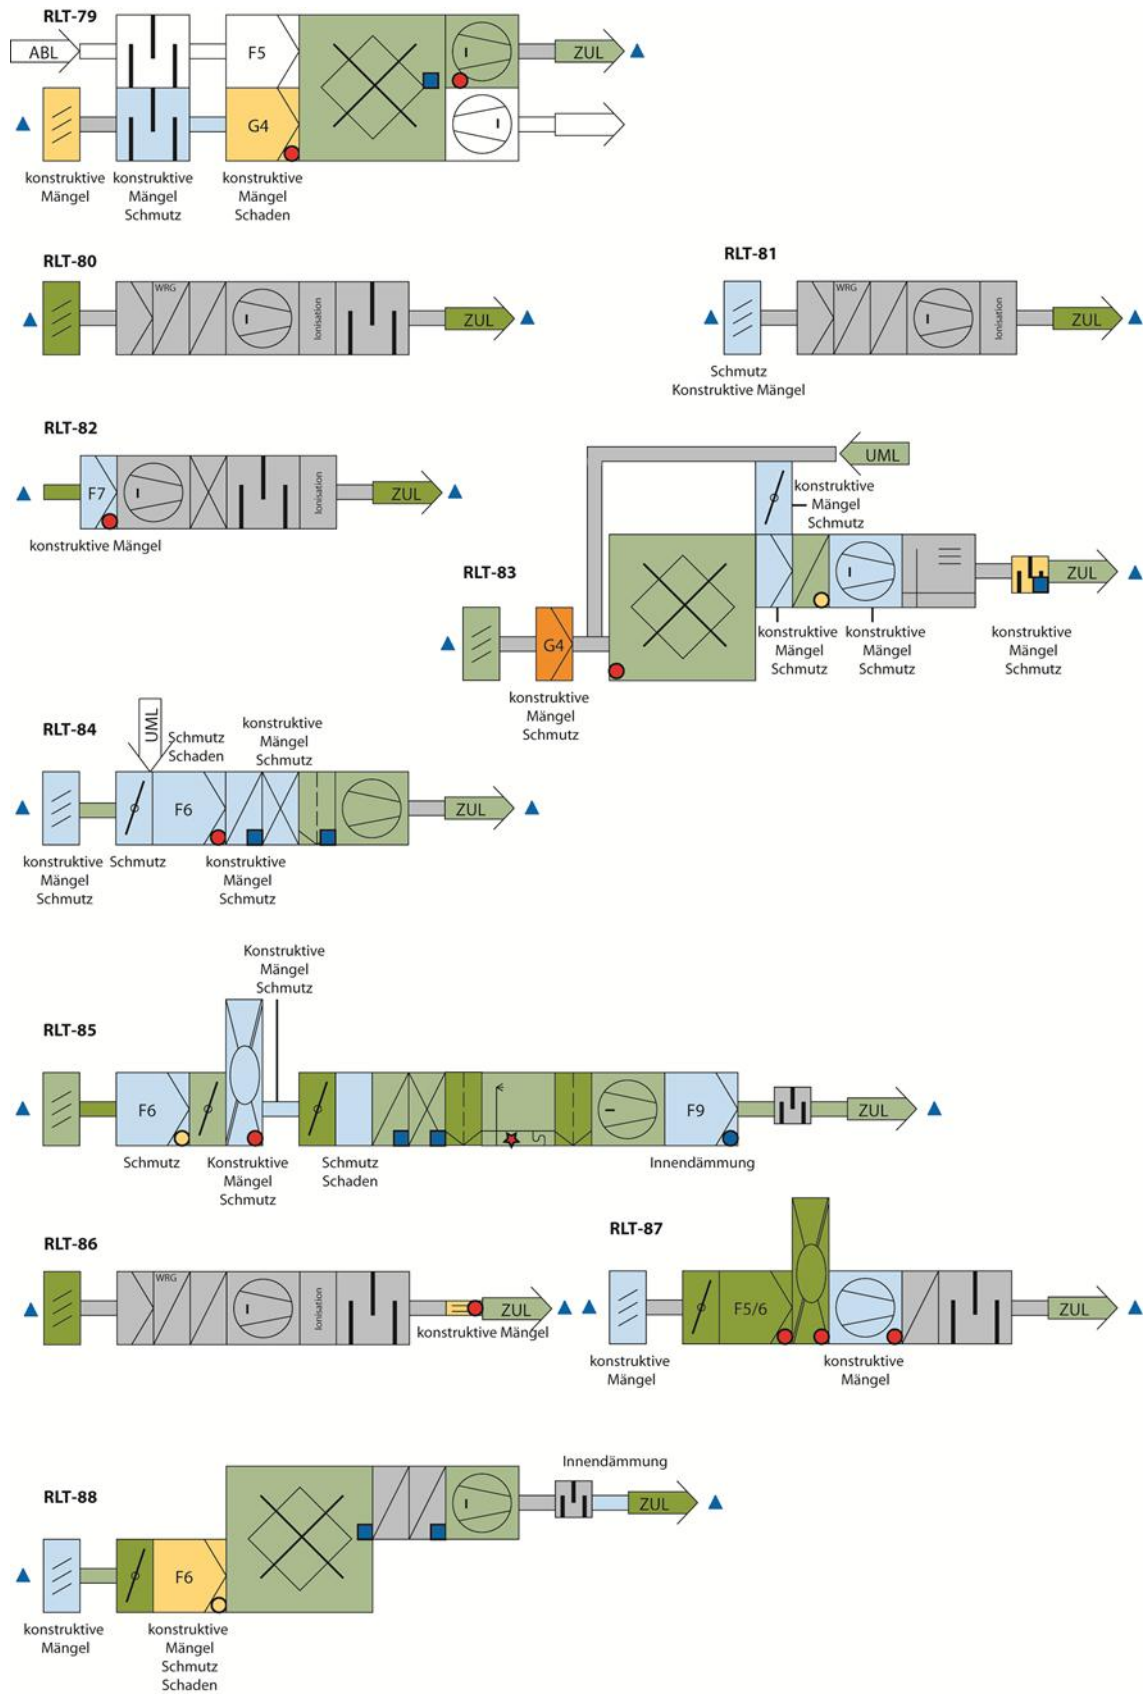 RLT-79
ABL
F5
ZUL
G4
konstruktive
Mängel
konstruktive
Mängel
Schmutz
konstruktive
Mängel
Schaden
RLT-80
WRG
Ionisation
ZUL
RLT-81
WRG
Ionisation
ZUL
Schmutz
Konstruktive Mängel
RLT-82
F7
Ionisation
ZUL
konstruktive Mängel
RLT-83
UML
konstruktive
Mängel
Schmutz
G4
ZUL
konstruktive
Mängel
Schmutz
konstruktive
Mängel
Schmutz
konstruktive
Mängel
Schmutz
konstruktive
Mängel
Schmutz
RLT-84
UML
Schmutz
Schaden
konstruktive
Mängel
Schmutz
F6
ZUL
konstruktive
Mängel
Schmutz
Schmutz
konstruktive
Mängel
Schmutz
Konstruktive
Mängel
Schmutz
RLT-85
F6
F9
ZUL
Schmutz
Konstruktive
Mängel
Schmutz
Schmutz
Schaden
Innendämmung
RLT-86
WRG
Ionisation
ZUL
konstruktive Mängel
RLT-87
F5/6
ZUL
konstruktive
Mängel
konstruktive
Mängel
RLT-88
Innendämmung
ZUL
F6
konstruktive
Mängel
konstruktive
Mängel
Schmutz
Schaden